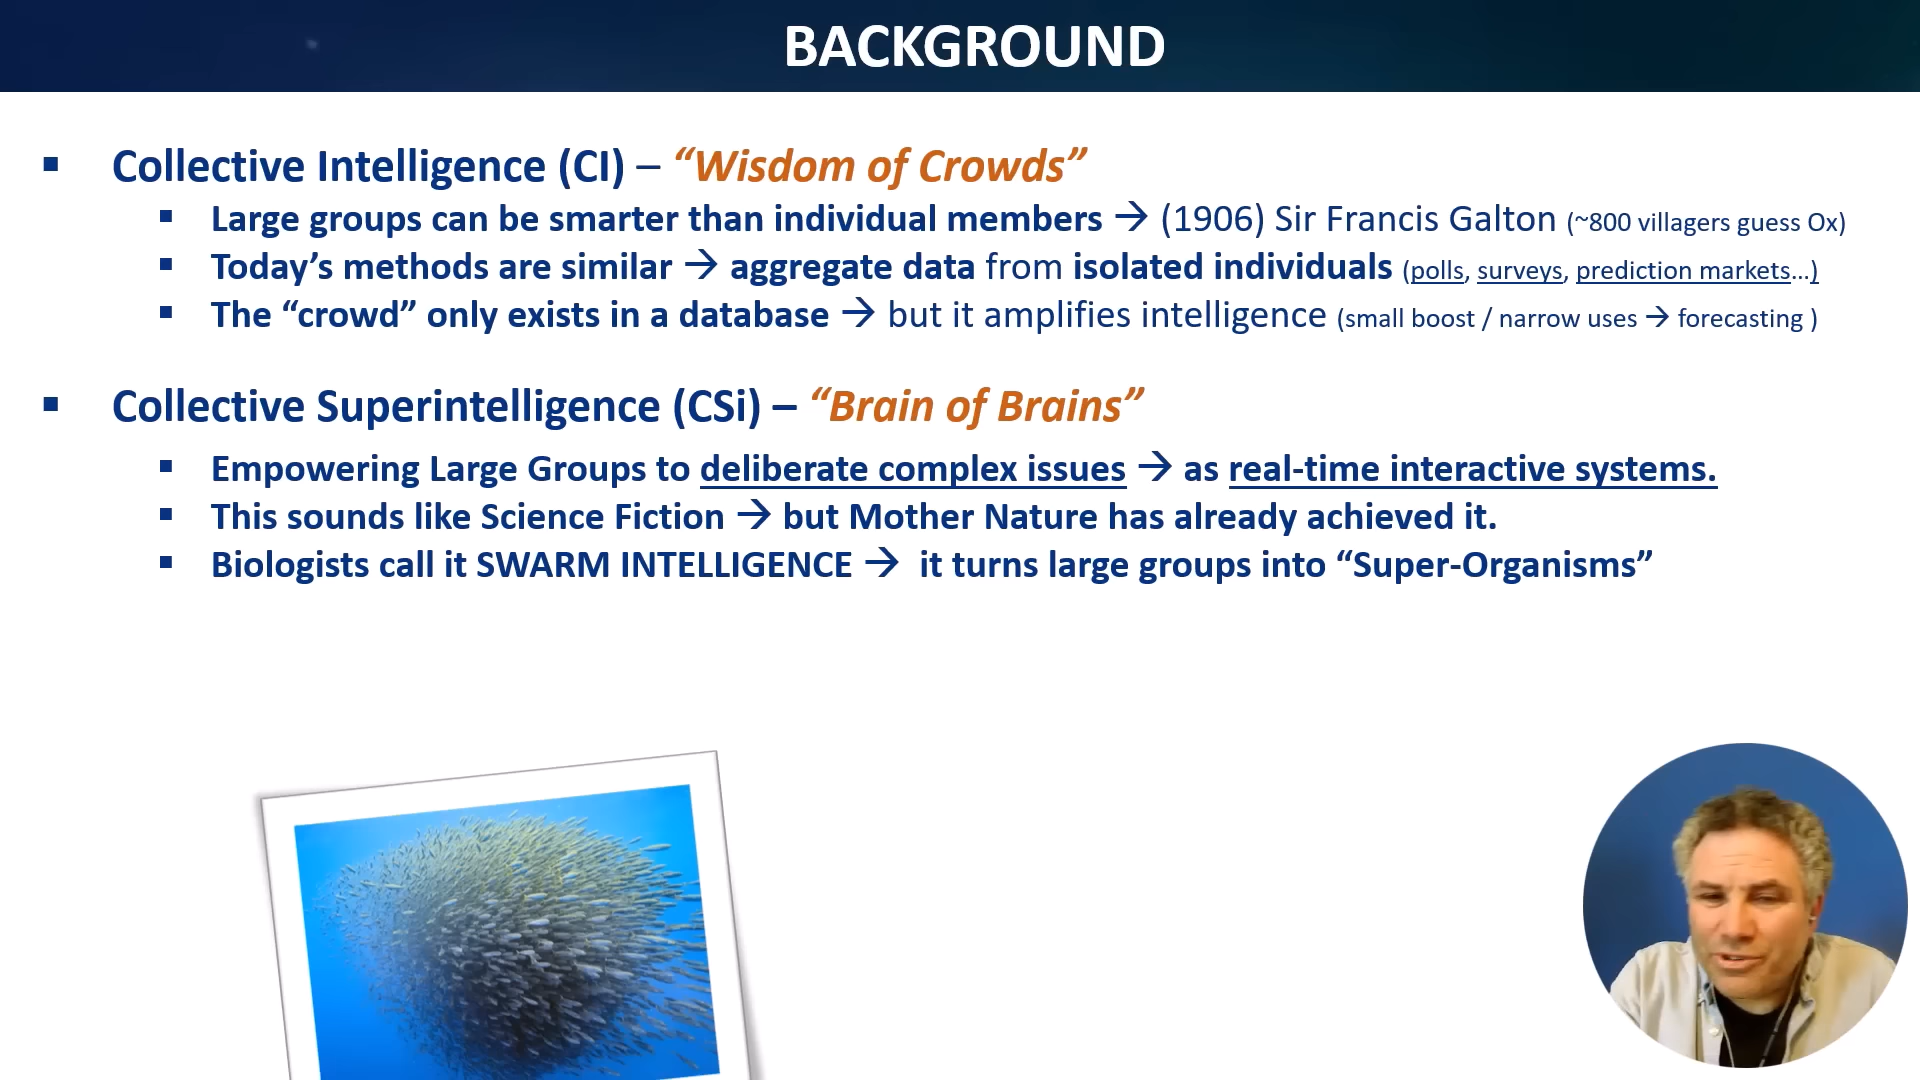 BACKGROUND
▪ Collective Intelligence (CI) – “Wisdom of Crowds”
▪ Large groups can be smarter than individual members → (1906) Sir Francis Galton (~800 villagers guess Ox)
▪ Today’s methods are similar → aggregate data from isolated individuals (polls, surveys, prediction markets…)
▪ The “crowd” only exists in a database → but it amplifies intelligence (small boost / narrow uses → forecasting )
▪ Collective Superintelligence (CSi) – “Brain of Brains”
▪ Empowering Large Groups to deliberate complex issues → as real-time interactive systems.
▪ This sounds like Science Fiction → but Mother Nature has already achieved it.
▪ Biologists call it SWARM INTELLIGENCE → it turns large groups into “Super-Organisms”